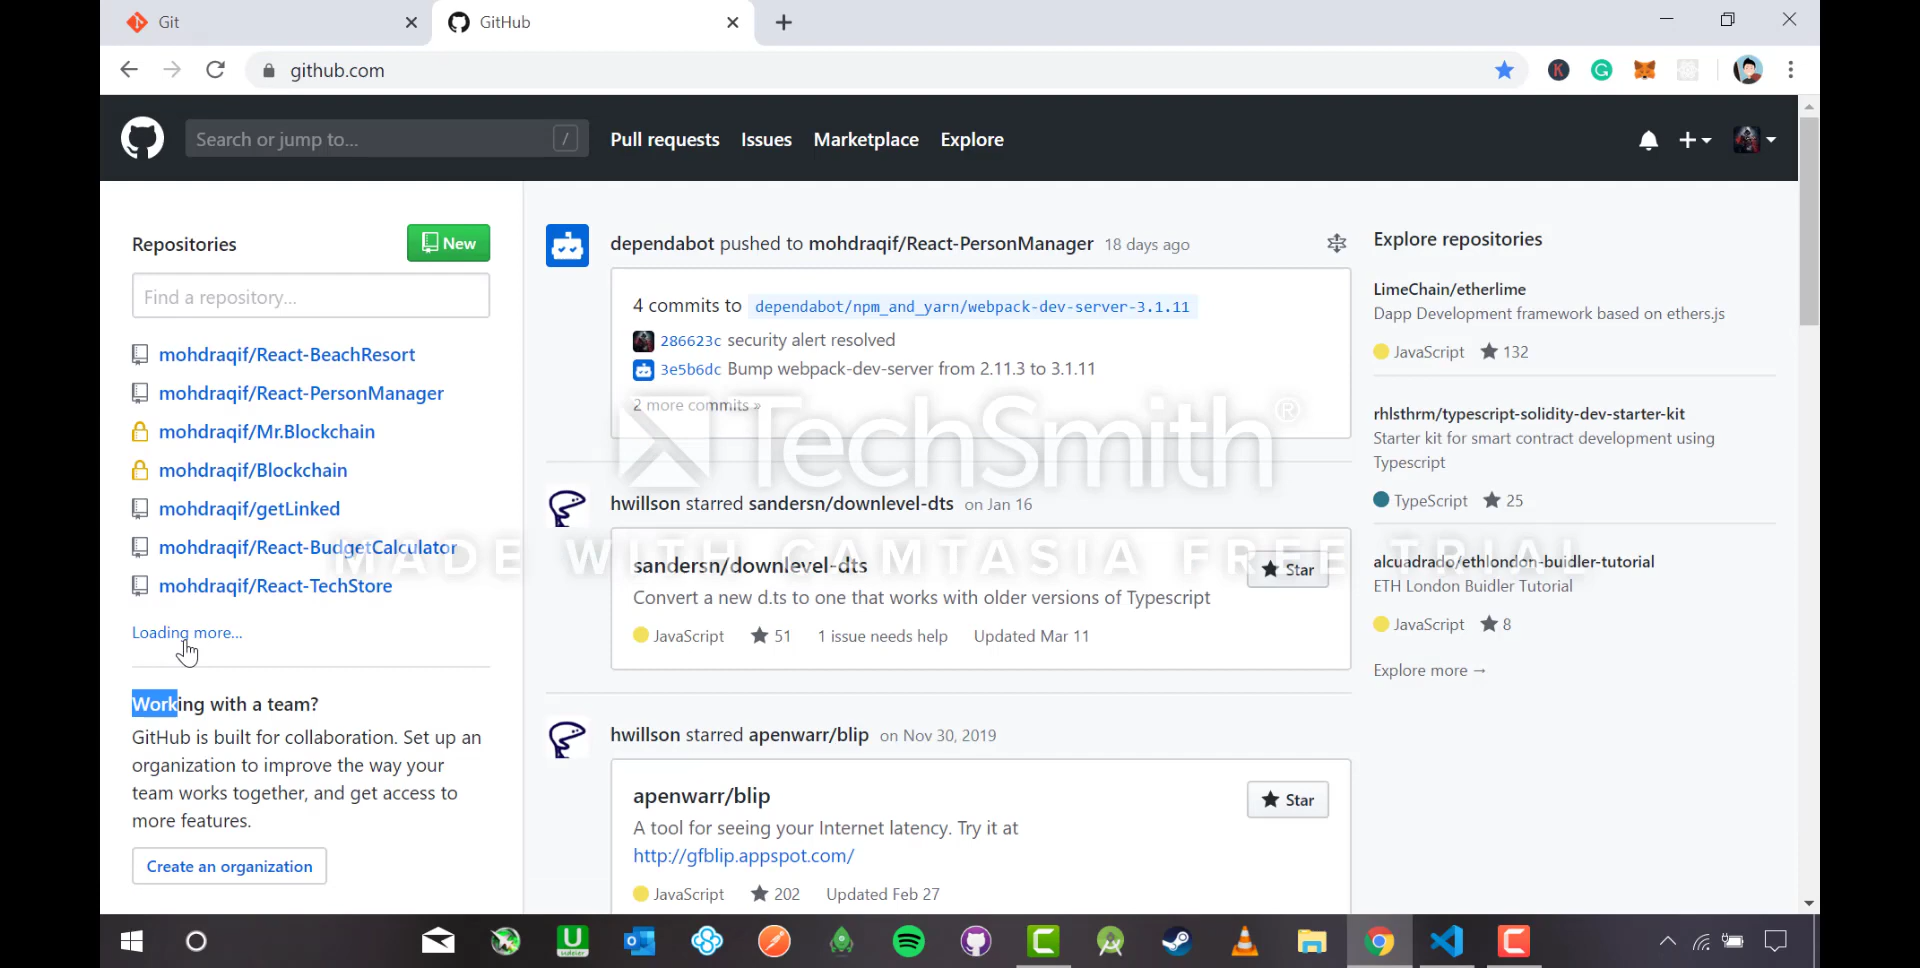 Git
GitHub
github.com
Search or jump to... /
Pull requests Issues Marketplace Explore
Repositories
New
Find a repository...
mohdraqif/React-BeachResort
mohdraqif/React-PersonManager
mohdraqif/Mr.Blockchain
mohdraqif/Blockchain
mohdraqif/getLinked
mohdraqif/React-BudgetCalculator
mohdraqif/React-TechStore
Loading more...
Working with a team?
GitHub is built for collaboration. Set up an
organization to improve the way your
team works together, and get access to
more features.
Create an organization
dependabot pushed to mohdraqif/React-PersonManager 18 days ago
4 commits to dependabot/npm_and_yarn/webpack-dev-server-3.1.11
286623c security alert resolved
3e5b6dc Bump webpack-dev-server from 2.11.3 to 3.1.11
2 more commits »
hwillson starred sandersn/downlevel-dts on Jan 16
sandersn/downlevel-dts
Star
Convert a new d.ts to one that works with older versions of Typescript
JavaScript 51 1 issue needs help Updated Mar 11
hwillson starred apenwarr/blip on Nov 30, 2019
apenwarr/blip
Star
A tool for seeing your Internet latency. Try it at
http://gfblip.appspot.com/
JavaScript 202 Updated Feb 27
Explore repositories
LimeChain/etherlime
Dapp Development framework based on ethers.js
JavaScript 132
rhlsthrm/typescript-solidity-dev-starter-kit
Starter kit for smart contract development using
Typescript
TypeScript 25
alcuadrado/ethlondon-buidler-tutorial
ETH London Buidler Tutorial
JavaScript 8
Explore more →
TechSmith®
MADE WITH CAMTASIA FREE TRIAL